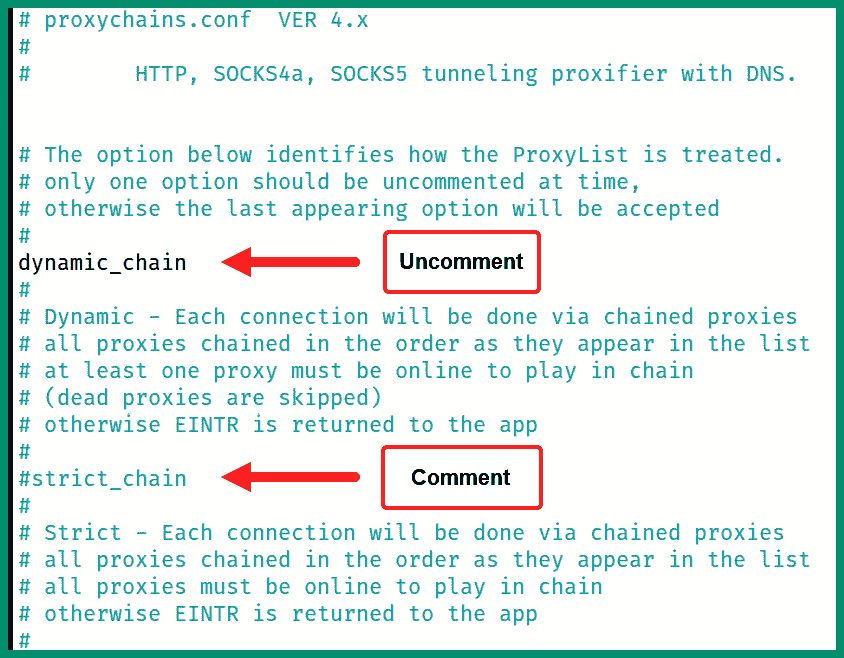 # proxychains.conf  VER 4.x
#
#        HTTP, SOCKS4a, SOCKS5 tunneling proxifier with DNS.
# The option below identifies how the ProxyList is treated.
# only one option should be uncommented at time,
# otherwise the last appearing option will be accepted
#
dynamic_chain Uncomment
#
# Dynamic - Each connection will be done via chained proxies
# all proxies chained in the order as they appear in the list
# at least one proxy must be online to play in chain
# (dead proxies are skipped)
# otherwise EINTR is returned to the app
#
#strict_chain Comment
#
# Strict - Each connection will be done via chained proxies
# all proxies chained in the order as they appear in the list
# all proxies must be online to play in chain
# otherwise EINTR is returned to the app
#